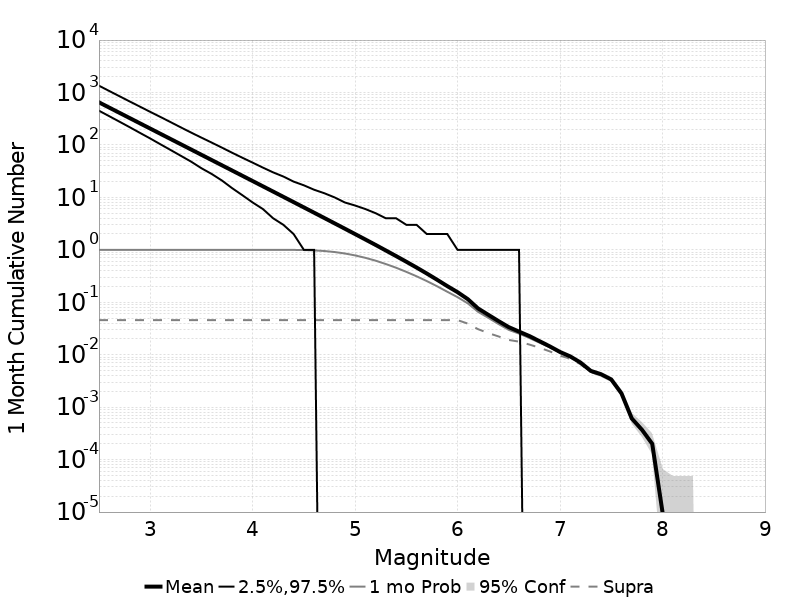 10^4
10^3
10^2
10^1
10^0
10^-1
10^-2
10^-3
10^-4
10^-5
1 Month Cumulative Number
3 4 5 6 7 8 9
Magnitude
Mean 2.5%,97.5% 1 mo Prob 95% Conf Supra